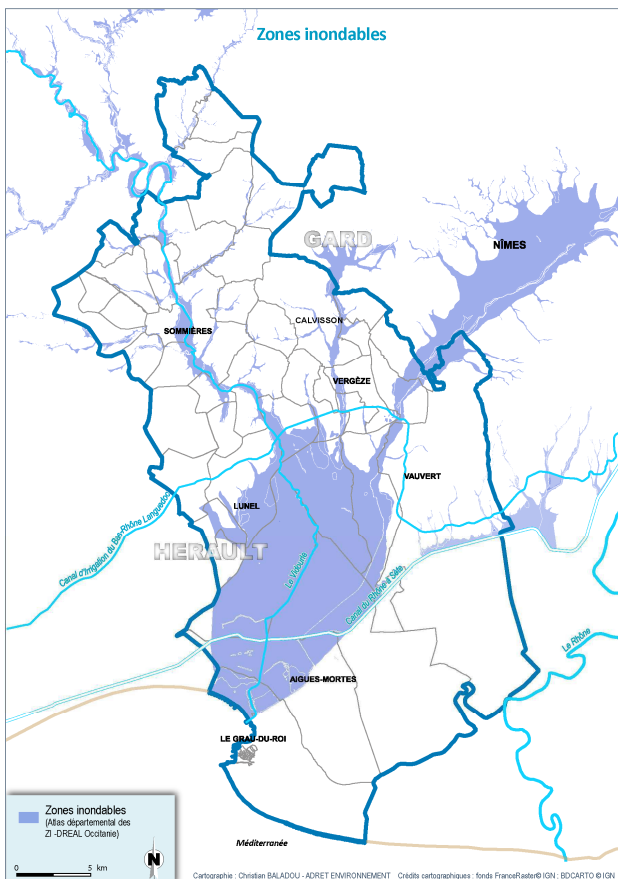 Zones inondables
GARD
NÎMES
CALVISSON
SOMMIÈRES
VERGÈZE
VAUVERT
LUNEL
HERAULT
Canal d'Irrigation du Bas-Rhône Languedoc
Le Vidourle
Canal du Rhône à Sète
Le Rhône
AIGUES-MORTES
LE GRAU-DU-ROI
Zones inondables
(Atlas départemental des
ZI -DREAL Occitanie)
N
0 5 km
Méditerranée
Cartographie : Christian BALADOU - ADRET ENVIRONNEMENT Crédits cartographiques : fonds FranceRaster® IGN : BDCARTO © IGN